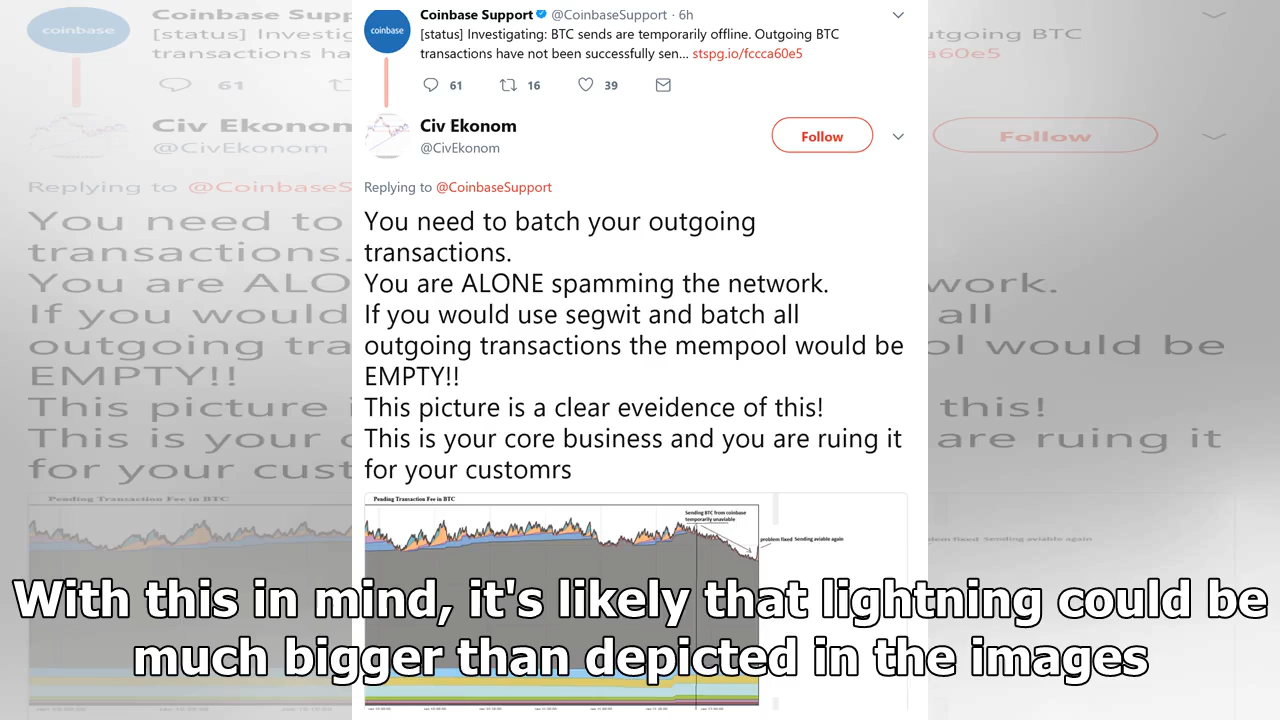 coinbase
Coinbase Support @CoinbaseSupport · 6h
[status] Investigating: BTC sends are temporarily offline. Outgoing BTC
transactions have not been successfully sen... stspg.io/fccca60e5
61 16 39
Civ Ekonom
@CivEkonom
Follow
Replying to @CoinbaseSupport
You need to batch your outgoing
transactions.
You are ALONE spamming the network.
If you would use segwit and batch all
outgoing transactions the mempool would be
EMPTY!!
This picture is a clear eveidence of this!
This is your core business and you are ruing it
for your customrs
Pending Transaction Fee in BTC
Sending BTC from coinbase
temporarily unaviable
problem fixed Sending aviable again
With this in mind, it's likely that lightning could be
much bigger than depicted in the images